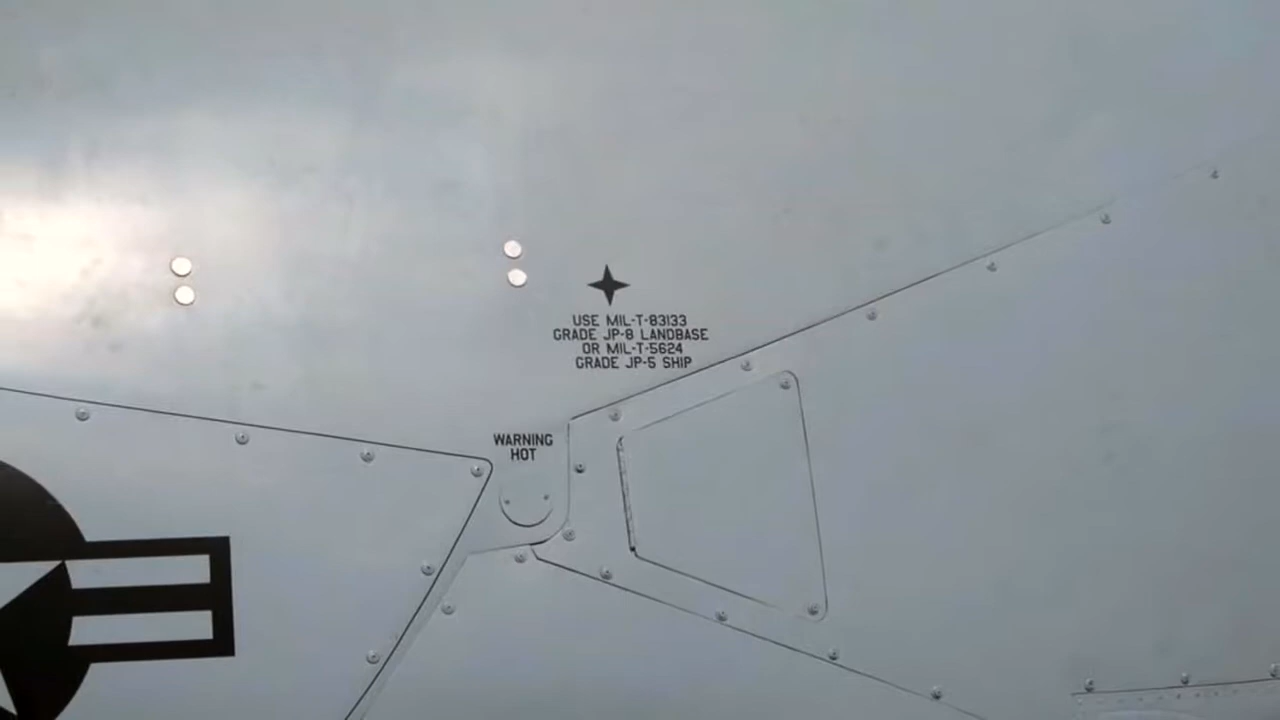 USE MIL-T-83133
GRADE JP-8 LANDBASE
OR MIL-T-5624
GRADE JP-5 SHIP
WARNING
HOT